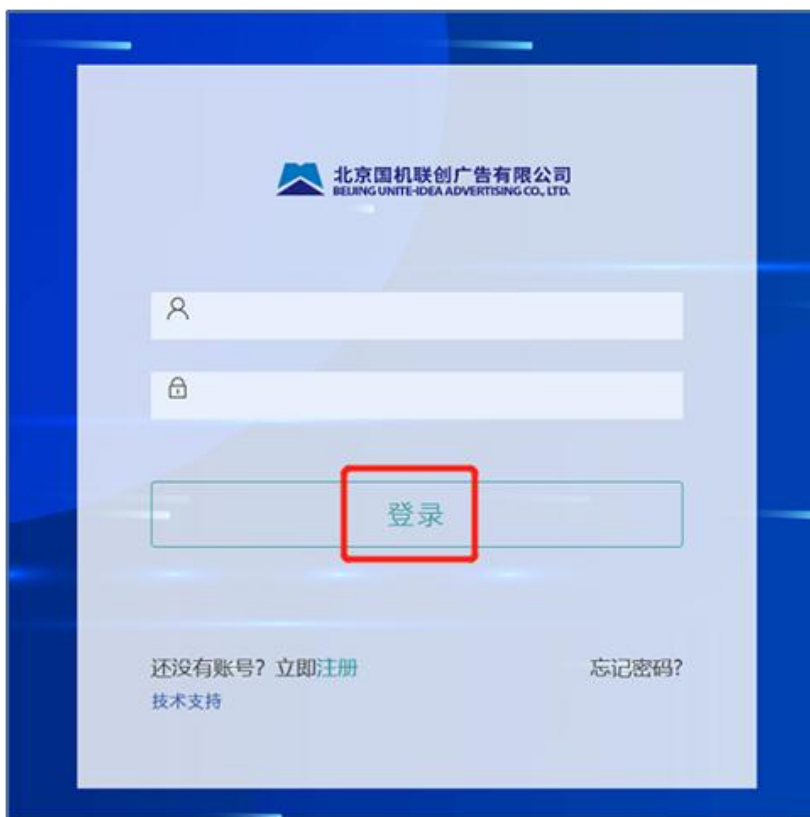 北京国机联创广告有限公司
BEIJING UNITE-IDEA ADVERTISING CO., LTD.
登录
还没有账号? 立即注册
忘记密码?
技术支持